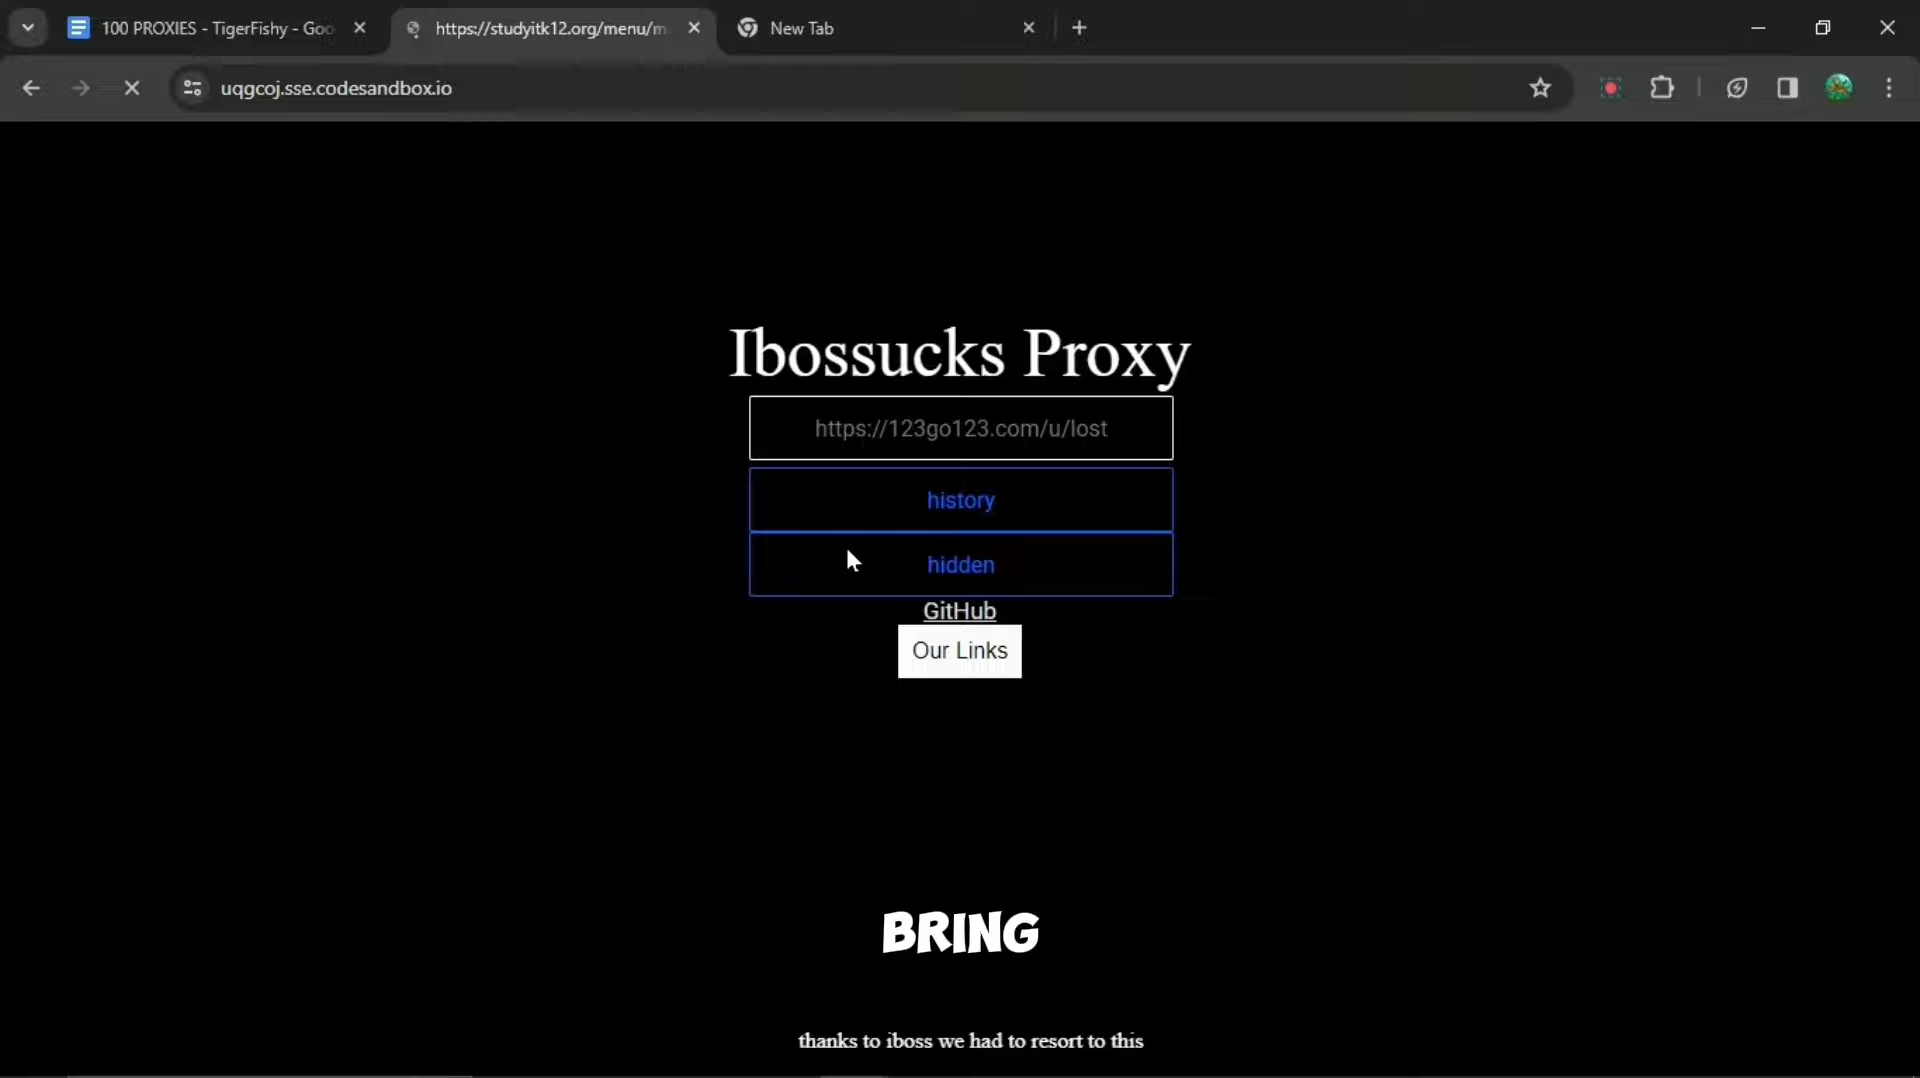 100 PROXIES - TigerFishy - Goo
https://studyitk12.org/menu/m
New Tab
uqgcoj.sse.codesandbox.io
Ibossucks Proxy
https://123go123.com/u/lost
history
hidden
GitHub
Our Links
BRING
thanks to iboss we had to resort to this